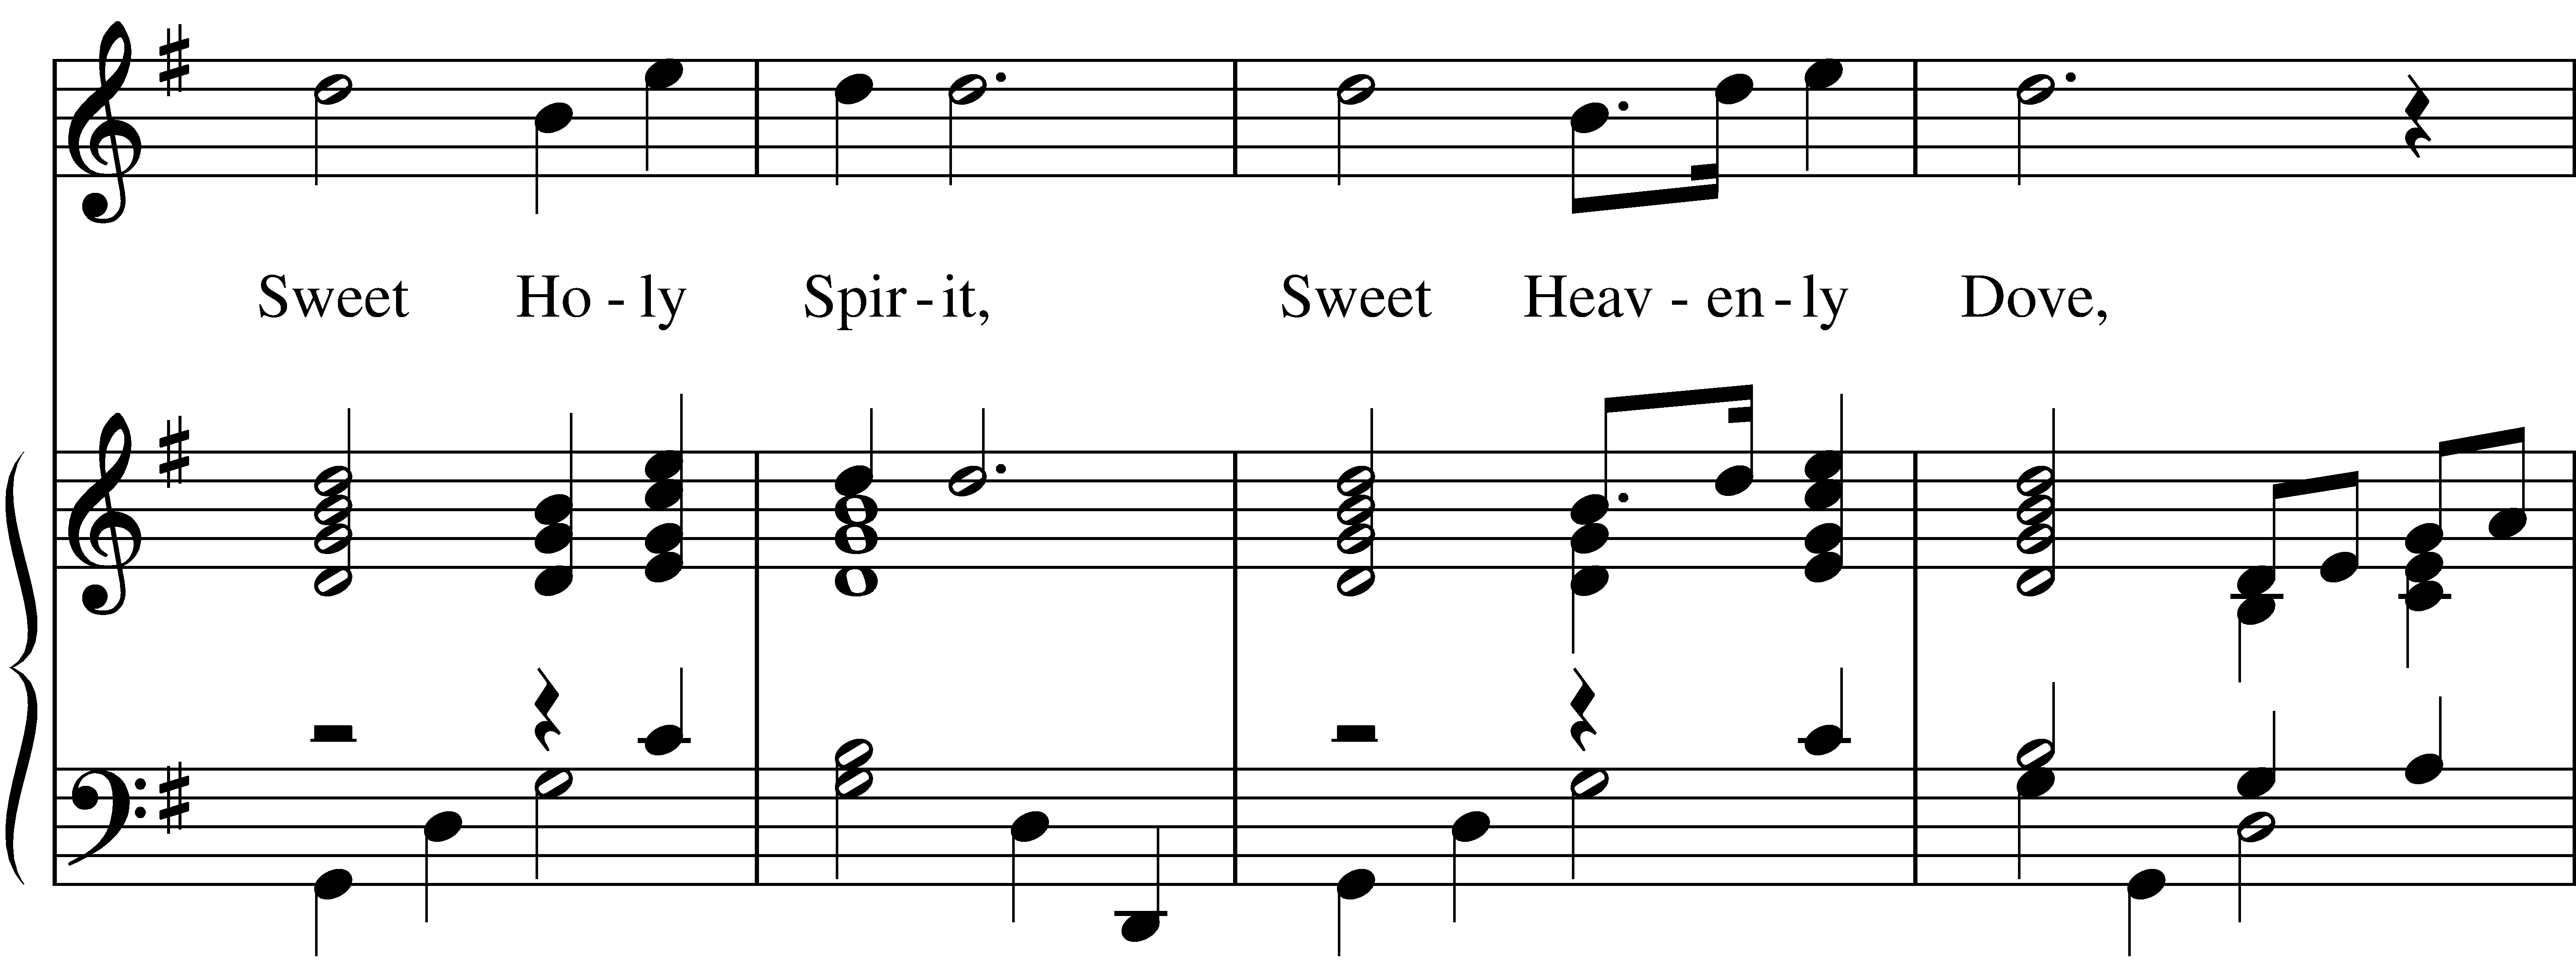 Sweet Ho - ly Spir - it, Sweet Heav - en - ly Dove,